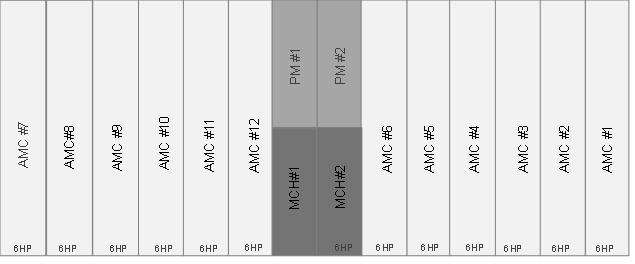 AMC #7
AMC#8
AMC #9
AMC #10
AMC #11
AMC #12
PM #1
PM #2
MCH#1
MCH#2
AMC #6
AMC #5
AMC #4
AMC #3
AMC #2
AMC #1
6HP
6HP
6HP
6HP
6HP
6HP
6HP
6HP
6HP
6HP
6HP
6HP
6HP